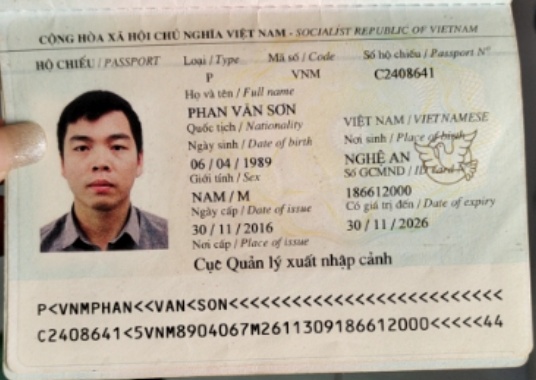 CỘNG HÒA XÃ HỘI CHỦ NGHĨA VIỆT NAM - SOCIALIST REPUBLIC OF VIETNAM
HỘ CHIẾU / PASSPORT Loại / Type Mã số / Code Số hộ chiếu / Passport Nº
P VNM C2408641
Họ và tên / Full name
PHAN VĂN SƠN
Quốc tịch / Nationality VIỆT NAM / VIETNAMESE
Ngày sinh / Date of birth Nơi sinh / Place of birth
06 / 04 / 1989 NGHỆ AN
Giới tính / Sex Số GCMND / ID card Nº
NAM / M 186612000
Ngày cấp / Date of issue Có giá trị đến / Date of expiry
30 / 11 / 2016 30 / 11 / 2026
Nơi cấp / Place of issue
Cục Quản lý xuất nhập cảnh
P<VNMPHAN<<VAN<SON<<<<<<<<<<<<<<<<<<<<<<<<<<
C2408641<5VNM8904067M2611309186612000<<<<<44